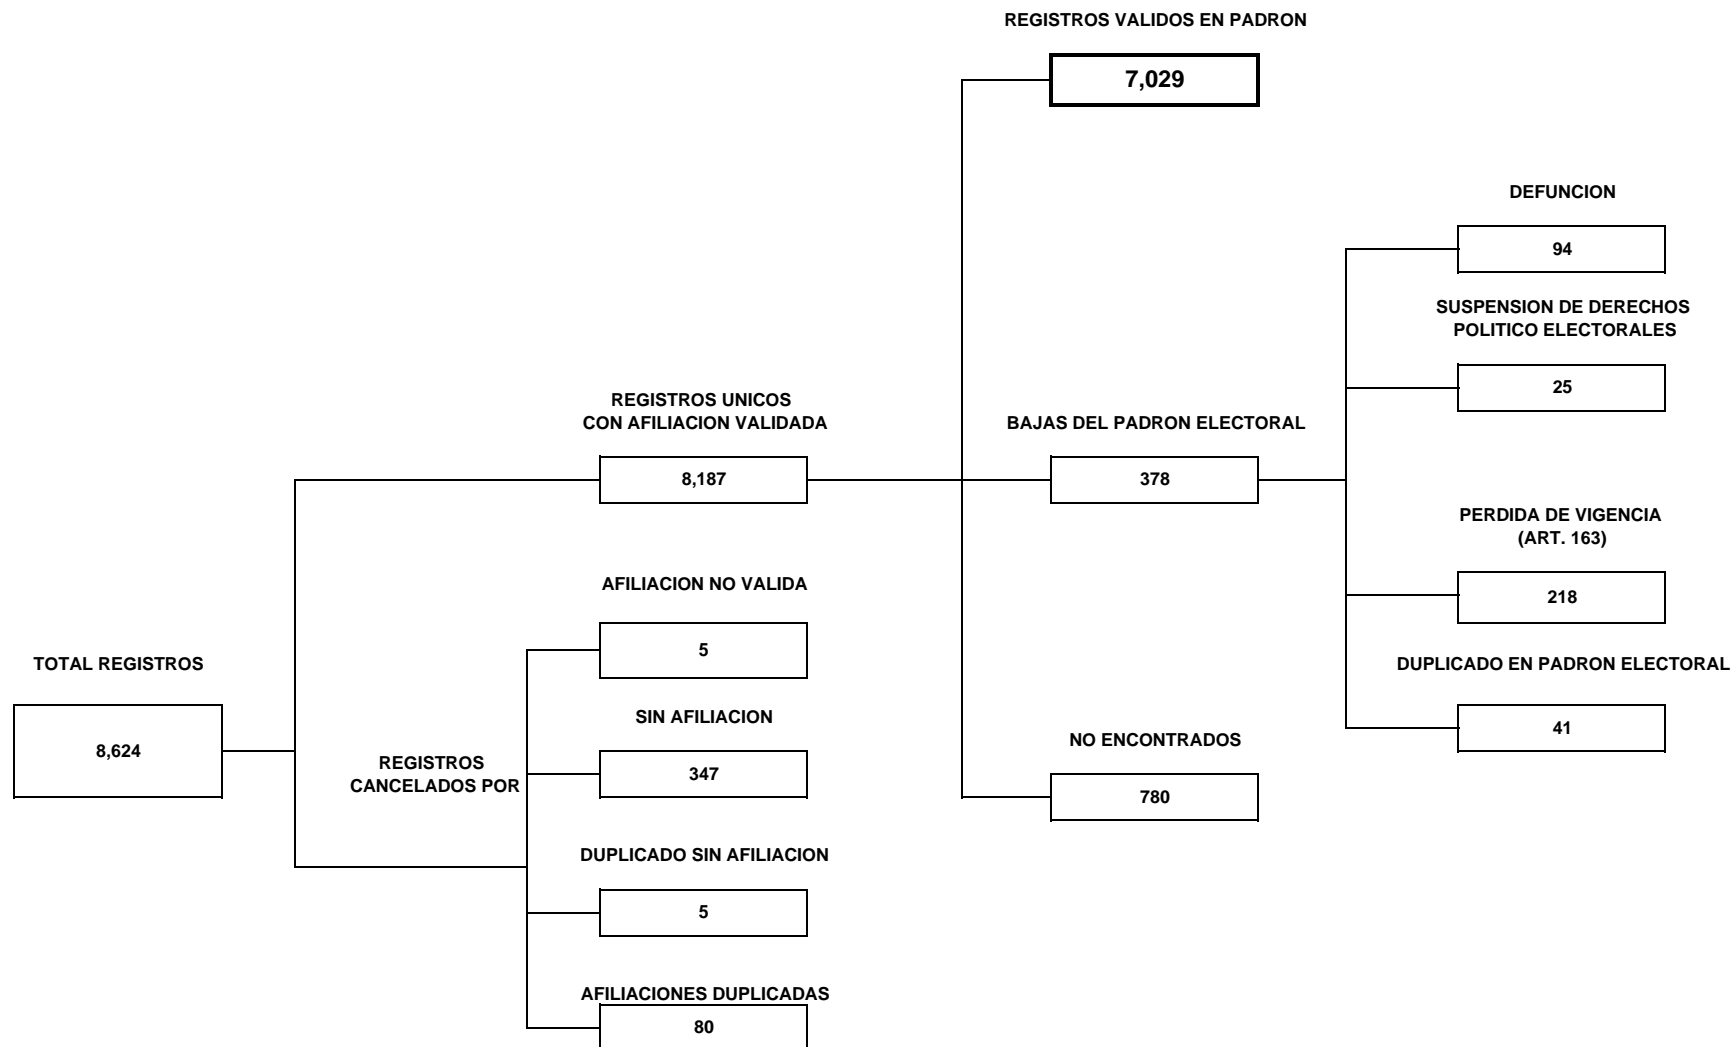 REGISTROS VALIDOS EN PADRON
7,029
DEFUNCION
94
SUSPENSION DE DERECHOS
POLITICO ELECTORALES
25
REGISTROS UNICOS
CON AFILIACION VALIDADA
8,187
BAJAS DEL PADRON ELECTORAL
378
PERDIDA DE VIGENCIA
(ART. 163)
218
AFILIACION NO VALIDA
5
TOTAL REGISTROS
8,624
DUPLICADO EN PADRON ELECTORAL
41
SIN AFILIACION
347
NO ENCONTRADOS
780
REGISTROS
CANCELADOS POR
DUPLICADO SIN AFILIACION
5
AFILIACIONES DUPLICADAS
80